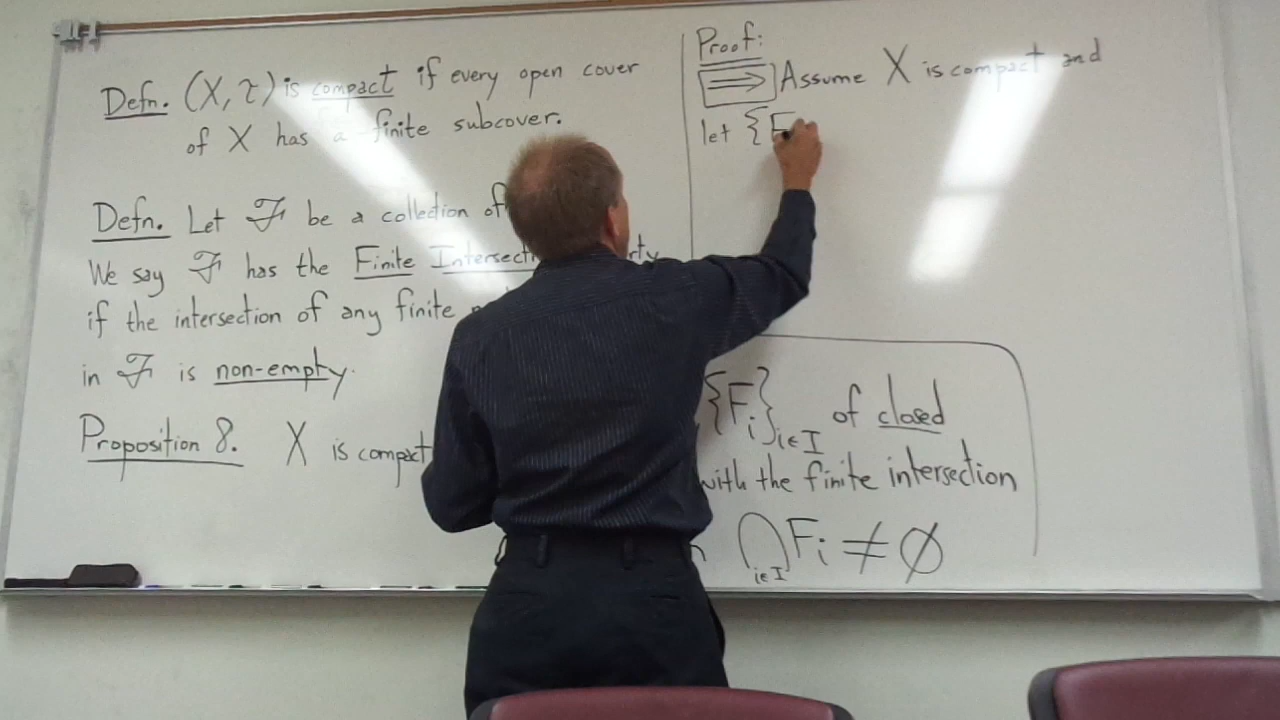 Defn. (X, τ) is compact if every open cover
of X has a finite subcover.
Defn. Let ℱ be a collection of
We say ℱ has the Finite Intersecti
if the intersection of any finite
in ℱ is non-empty.
Proposition 8. X is compact
{Fᵢ}ᵢ∈I of closed
with the finite intersection
⋂ᵢ∈I Fᵢ ≠ ∅
Proof:
⟹ Assume X is compact and
let {F